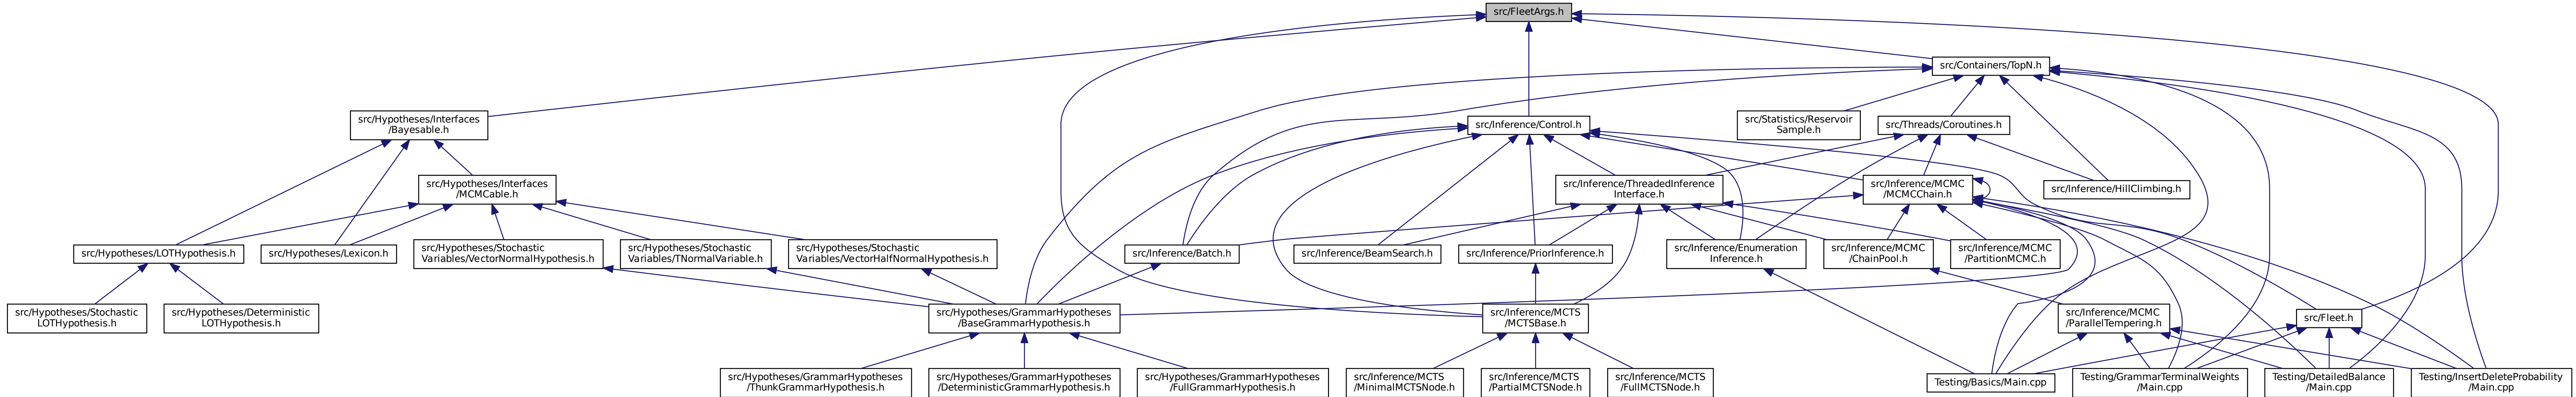 src/FleetArgs.h
src/Containers/TopN.h
src/Hypotheses/Interfaces
/Bayesable.h
src/Inference/Control.h
src/Statistics/Reservoir
Sample.h
src/Threads/Coroutines.h
src/Hypotheses/Interfaces
/MCMCable.h
src/Inference/ThreadedInference
Interface.h
src/Inference/MCMC
/MCMCChain.h
src/Inference/HillClimbing.h
src/Hypotheses/LOTHypothesis.h
src/Hypotheses/Lexicon.h
src/Hypotheses/Stochastic
Variables/VectorNormalHypothesis.h
src/Hypotheses/Stochastic
Variables/TNormalVariable.h
src/Hypotheses/Stochastic
Variables/VectorHalfNormalHypothesis.h
src/Inference/Batch.h
src/Inference/BeamSearch.h
src/Inference/PriorInference.h
src/Inference/Enumeration
Inference.h
src/Inference/MCMC
/ChainPool.h
src/Inference/MCMC
/PartitionMCMC.h
src/Hypotheses/Stochastic
LOTHypothesis.h
src/Hypotheses/Deterministic
LOTHypothesis.h
src/Hypotheses/GrammarHypotheses
/BaseGrammarHypothesis.h
src/Inference/MCTS
/MCTSBase.h
src/Inference/MCMC
/ParallelTempering.h
src/Fleet.h
src/Hypotheses/GrammarHypotheses
/ThunkGrammarHypothesis.h
src/Hypotheses/GrammarHypotheses
/DeterministicGrammarHypothesis.h
src/Hypotheses/GrammarHypotheses
/FullGrammarHypothesis.h
src/Inference/MCTS
/MinimalMCTSNode.h
src/Inference/MCTS
/PartialMCTSNode.h
src/Inference/MCTS
/FullMCTSNode.h
Testing/Basics/Main.cpp
Testing/GrammarTerminalWeights
/Main.cpp
Testing/DetailedBalance
/Main.cpp
Testing/InsertDeleteProbability
/Main.cpp